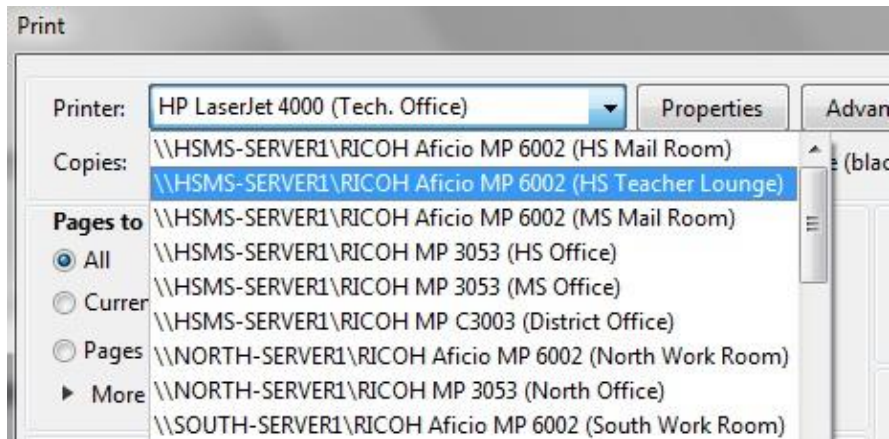 Print
Printer: HP LaserJet 4000 (Tech. Office) Properties Advan
Copies: \\HSMS-SERVER1\RICOH Aficio MP 6002 (HS Mail Room) (blac
\\HSMS-SERVER1\RICOH Aficio MP 6002 (HS Teacher Lounge)
Pages to \\HSMS-SERVER1\RICOH Aficio MP 6002 (MS Mail Room)
All \\HSMS-SERVER1\RICOH MP 3053 (HS Office)
\\HSMS-SERVER1\RICOH MP 3053 (MS Office)
Curren \\HSMS-SERVER1\RICOH MP C3003 (District Office)
Pages \\NORTH-SERVER1\RICOH Aficio MP 6002 (North Work Room)
More \\NORTH-SERVER1\RICOH MP 3053 (North Office)
\\SOUTH-SERVER1\RICOH Aficio MP 6002 (South Work Room)